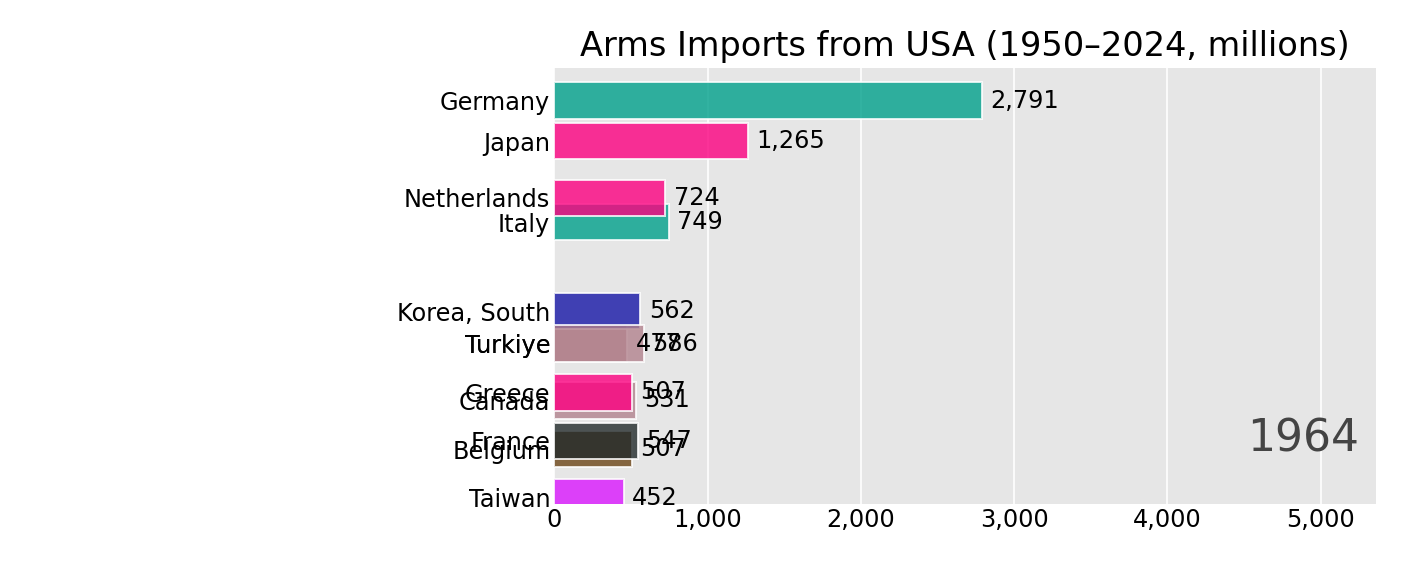 Arms Imports from USA (1950–2024, millions)
Germany 2,791
Japan 1,265
Netherlands 724
Italy 749
Korea, South 562
Turkiye 586
Greece 507
Canada 531
France 547
Belgium 507
1964
Taiwan 452
0 1,000 2,000 3,000 4,000 5,000